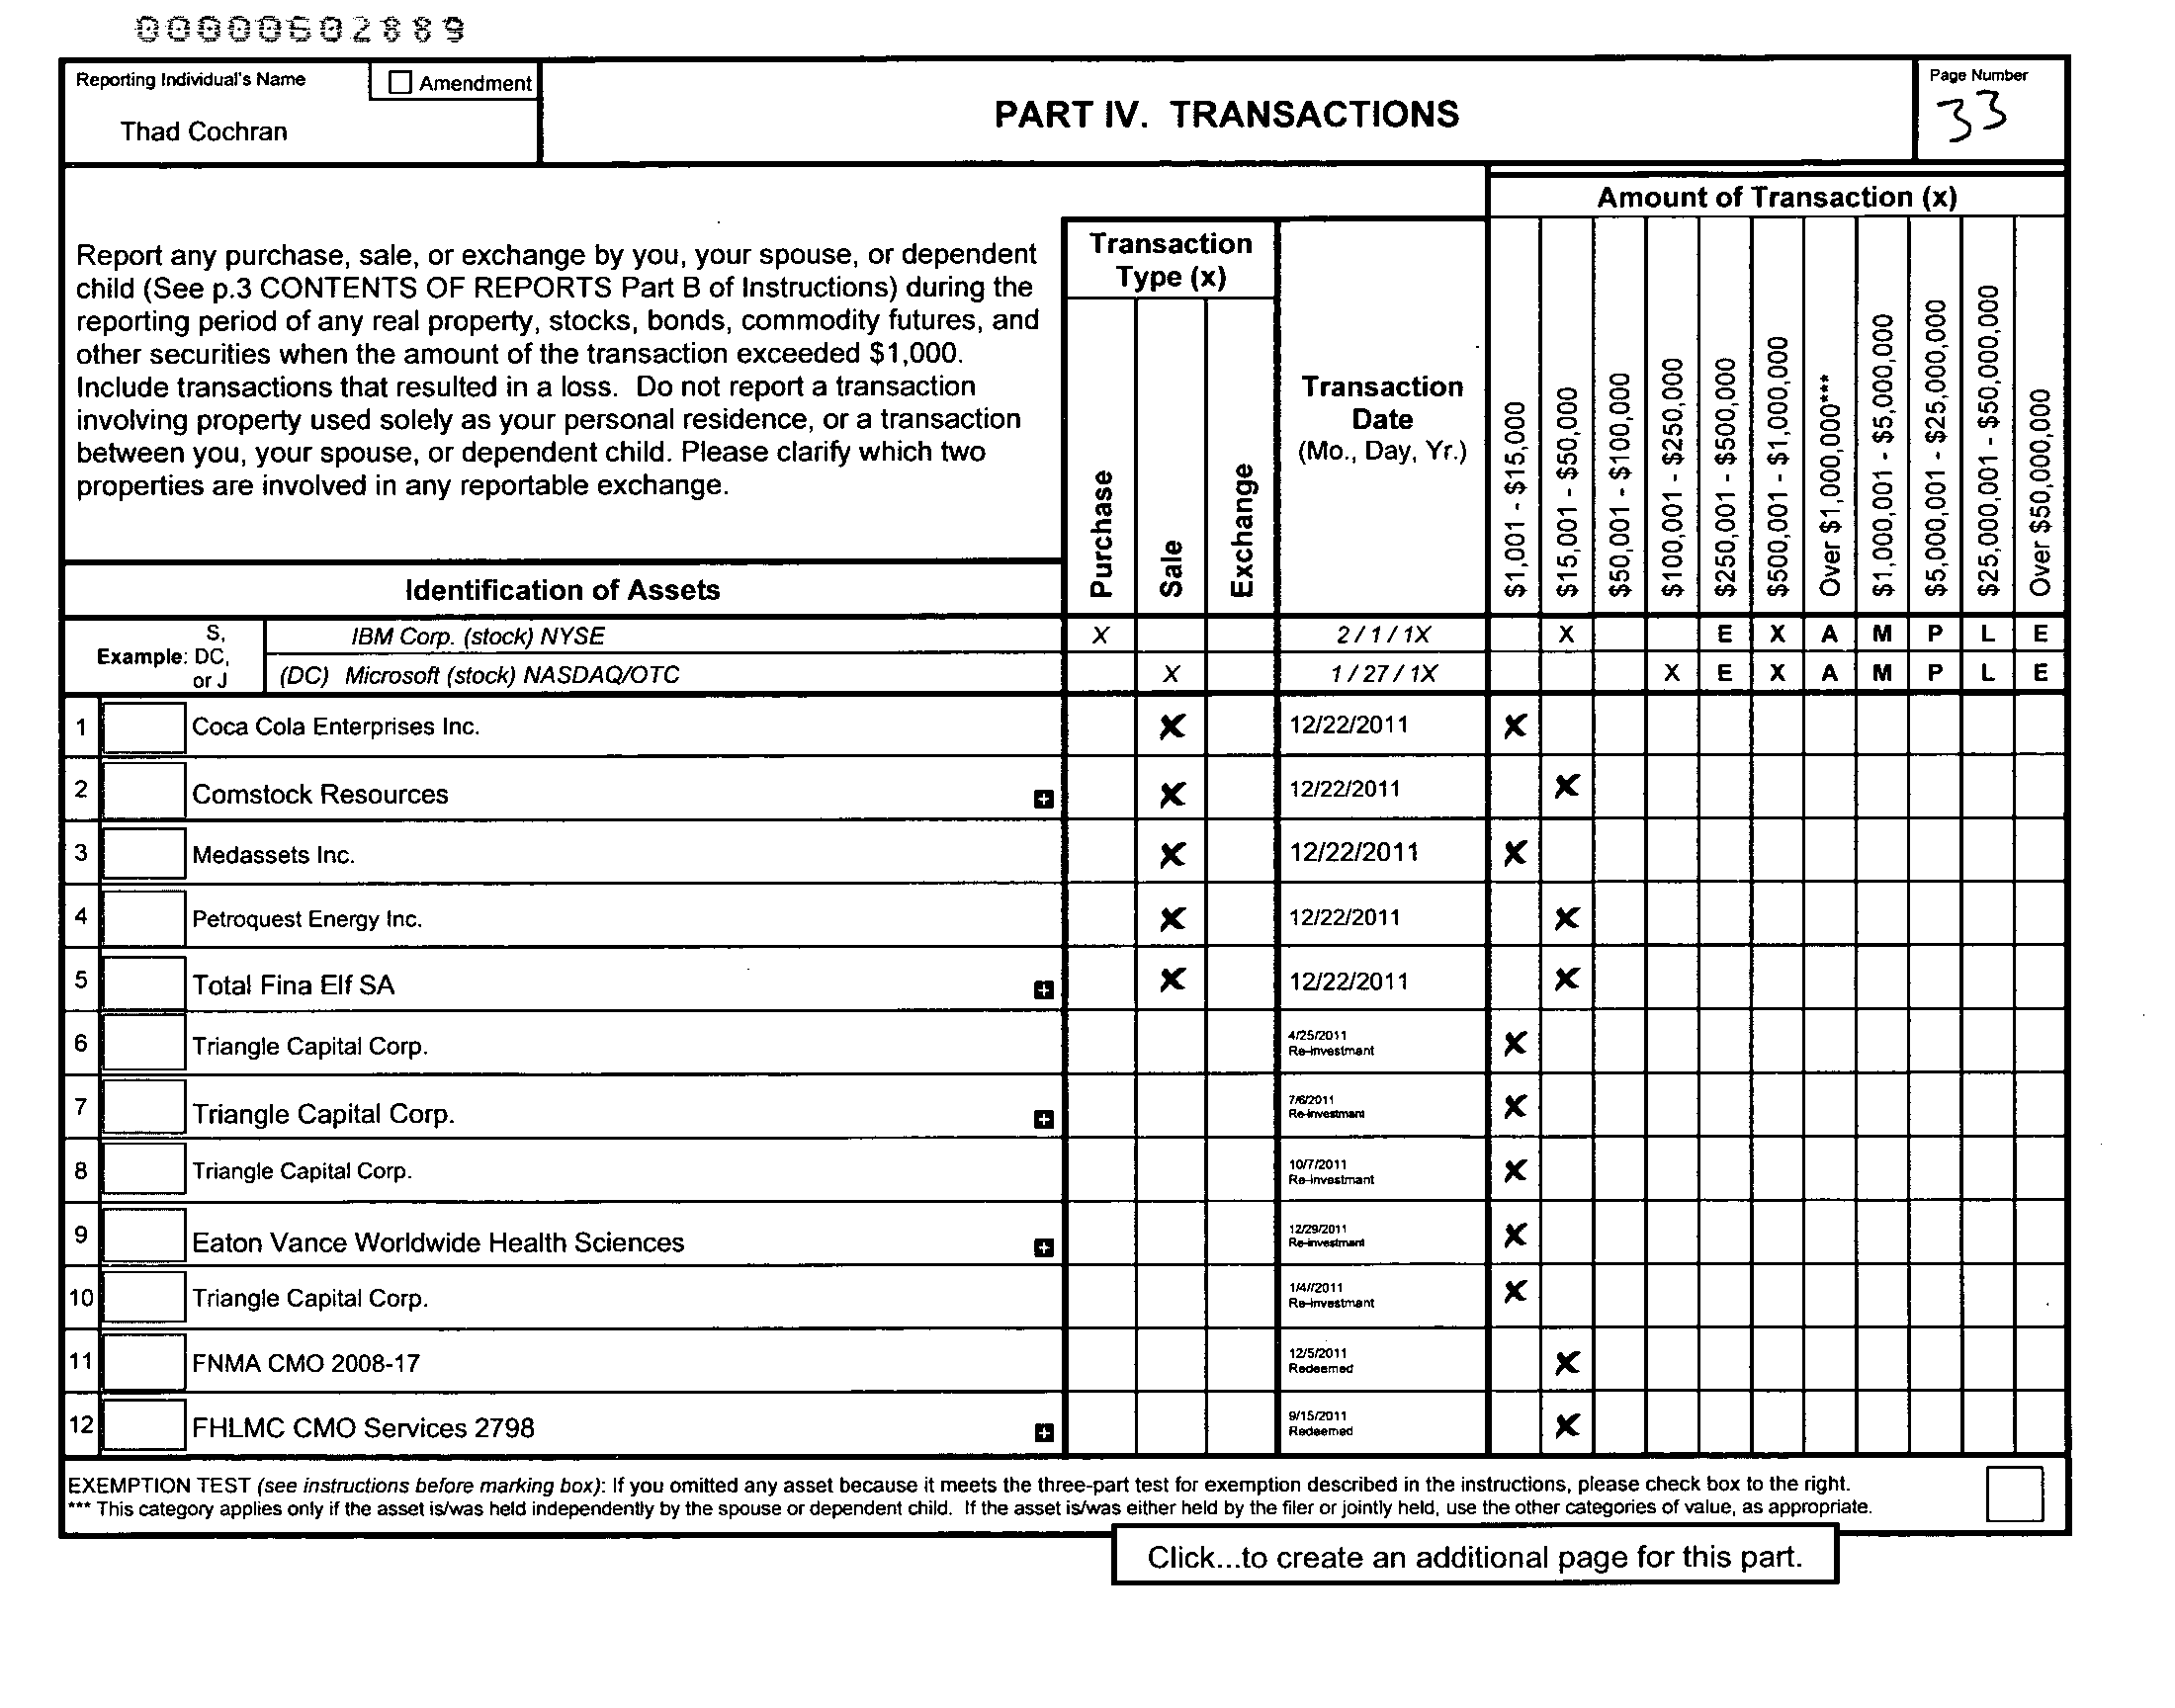 00000602889
Reporting Individual's Name
Amendment
Thad Cochran
PART IV. TRANSACTIONS
Page Number
33
Report any purchase, sale, or exchange by you, your spouse, or dependent
child (See p.3 CONTENTS OF REPORTS Part B of Instructions) during the
reporting period of any real property, stocks, bonds, commodity futures, and
other securities when the amount of the transaction exceeded $1,000.
Include transactions that resulted in a loss. Do not report a transaction
involving property used solely as your personal residence, or a transaction
between you, your spouse, or dependent child. Please clarify which two
properties are involved in any reportable exchange.
Identification of Assets
Transaction
Type (x)
Purchase
Sale
Exchange
Transaction
Date
(Mo., Day, Yr.)
Amount of Transaction (x)
$1,001 - $15,000
$15,001 - $50,000
$50,001 - $100,000
$100,001 - $250,000
$250,001 - $500,000
$500,001 - $1,000,000
Over $1,000,000***
$1,000,001 - $5,000,000
$5,000,001 - $25,000,000
$25,000,001 - $50,000,000
Over $50,000,000
Example: S, DC, or J
IBM Corp. (stock) NYSE X 2 / 1 / 1X X E X A M P L E
(DC) Microsoft (stock) NASDAQ/OTC X 1 / 27 / 1X X E X A M P L E
1 Coca Cola Enterprises Inc. X 12/22/2011 X
2 Comstock Resources + X 12/22/2011 X
3 Medassets Inc. X 12/22/2011 X
4 Petroquest Energy Inc. X 12/22/2011 X
5 Total Fina Elf SA + X 12/22/2011 X
6 Triangle Capital Corp. 4/25/2011 Re-investment X
7 Triangle Capital Corp. + 7/6/2011 Re-investment X
8 Triangle Capital Corp. 10/7/2011 Re-investment X
9 Eaton Vance Worldwide Health Sciences + 12/29/2011 Re-investment X
10 Triangle Capital Corp. 1/4//2011 Re-investment X
11 FNMA CMO 2008-17 12/5/2011 Redeemed X
12 FHLMC CMO Services 2798 + 9/15/2011 Redeemed X
EXEMPTION TEST (see instructions before marking box): If you omitted any asset because it meets the three-part test for exemption described in the instructions, please check box to the right.
*** This category applies only if the asset is/was held independently by the spouse or dependent child. If the asset is/was either held by the filer or jointly held, use the other categories of value, as appropriate.
Click...to create an additional page for this part.